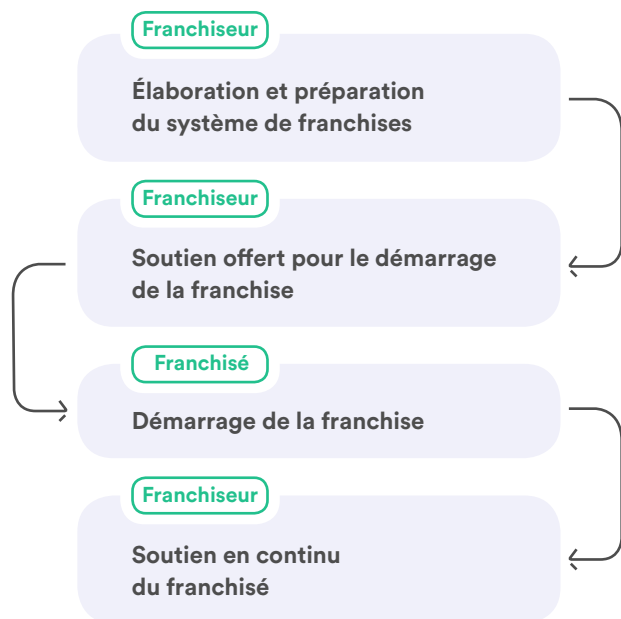 Franchiseur
Élaboration et préparation
du système de franchises
Franchiseur
Soutien offert pour le démarrage
de la franchise
Franchisé
Démarrage de la franchise
Franchiseur
Soutien en continu
du franchisé